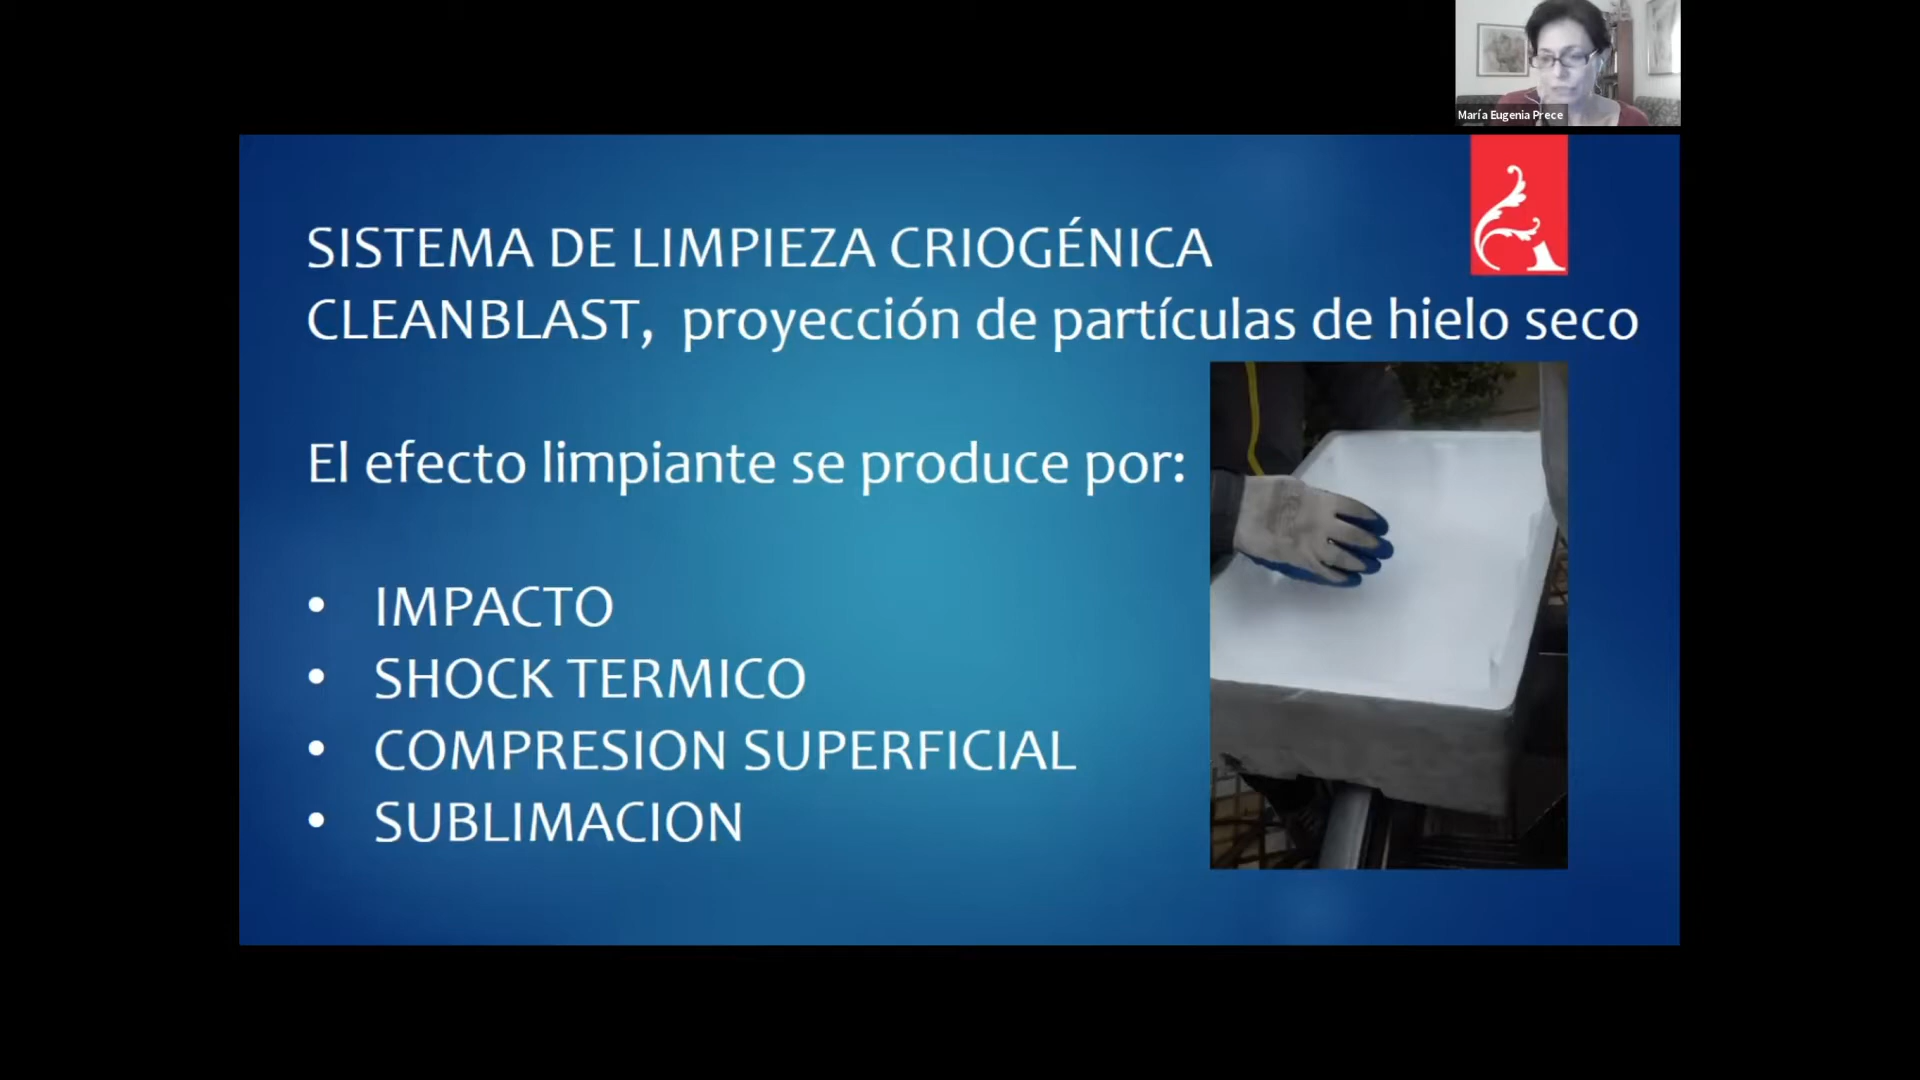 María Eugenia Prece
SISTEMA DE LIMPIEZA CRIOGÉNICA
CLEANBLAST, proyección de partículas de hielo seco
El efecto limpiante se produce por:
• IMPACTO
• SHOCK TERMICO
• COMPRESION SUPERFICIAL
• SUBLIMACION